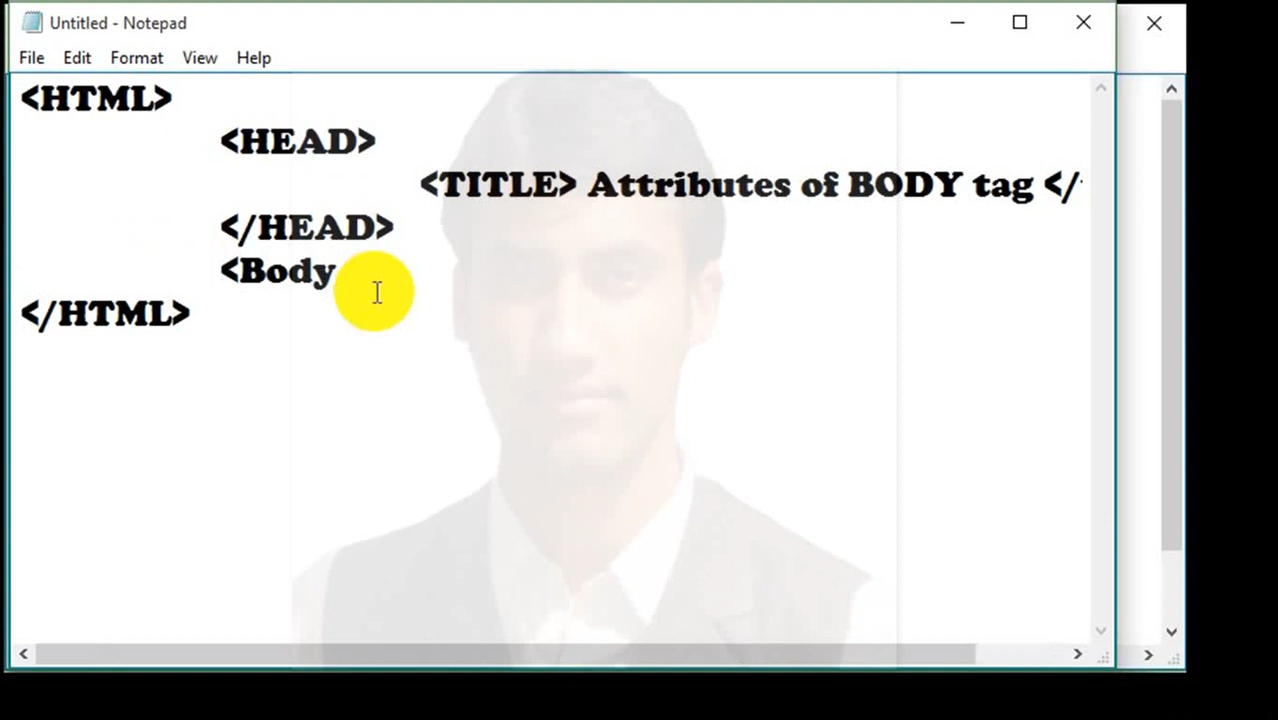 Untitled - Notepad
File Edit Format View Help
<HTML>
<HEAD>
<TITLE> Attributes of BODY tag </
</HEAD>
<Body
</HTML>